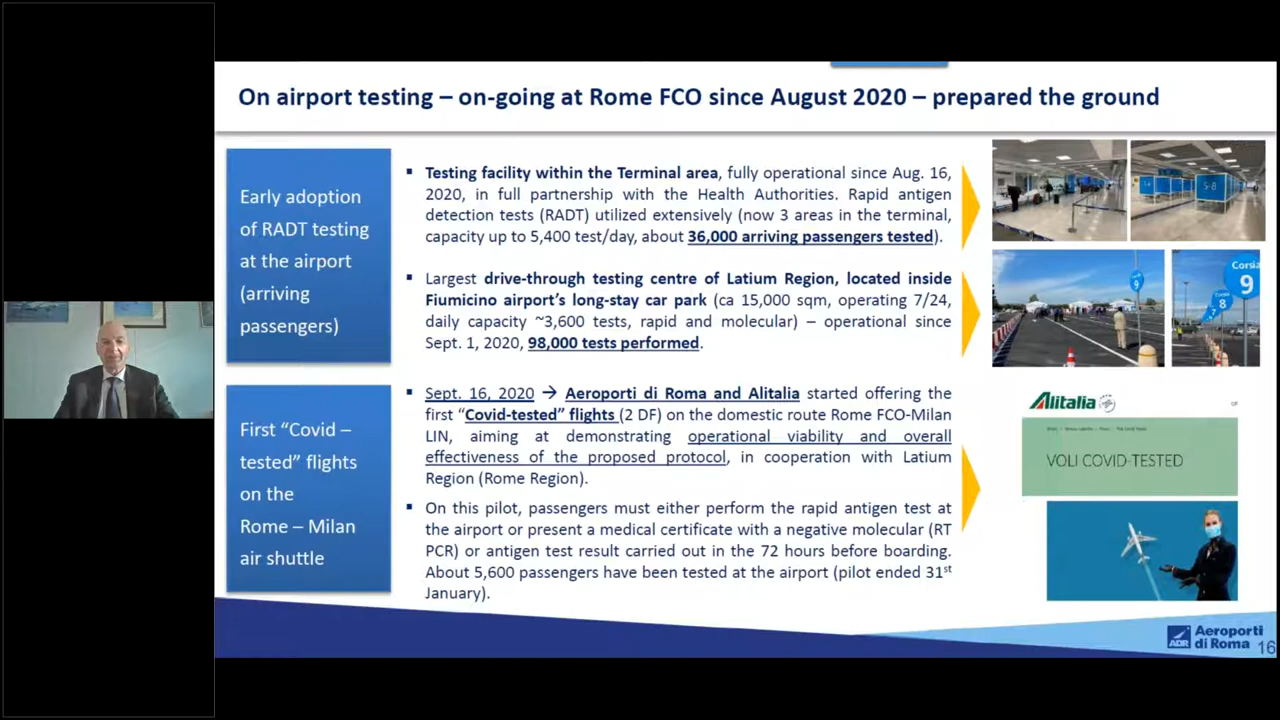 On airport testing – on-going at Rome FCO since August 2020 – prepared the ground
Early adoption
of RADT testing
at the airport
(arriving
passengers)
▪ Testing facility within the Terminal area, fully operational since Aug. 16,
2020, in full partnership with the Health Authorities. Rapid antigen
detection tests (RADT) utilized extensively (now 3 areas in the terminal,
capacity up to 5,400 test/day, about 36,000 arriving passengers tested).
▪ Largest drive-through testing centre of Latium Region, located inside
Fiumicino airport's long-stay car park (ca 15,000 sqm, operating 7/24,
daily capacity ~3,600 tests, rapid and molecular) – operational since
Sept. 1, 2020, 98,000 tests performed.
5-8
9
Corsia
9
8
7
First “Covid –
tested” flights
on the
Rome – Milan
air shuttle
▪ Sept. 16, 2020 → Aeroporti di Roma and Alitalia started offering the
first “Covid-tested” flights (2 DF) on the domestic route Rome FCO-Milan
LIN, aiming at demonstrating operational viability and overall
effectiveness of the proposed protocol, in cooperation with Latium
Region (Rome Region).
▪ On this pilot, passengers must either perform the rapid antigen test at
the airport or present a medical certificate with a negative molecular (RT
PCR) or antigen test result carried out in the 72 hours before boarding.
About 5,600 passengers have been tested at the airport (pilot ended 31st
January).
Alitalia
VOLI COVID-TESTED
ADR
Aeroporti
di Roma
16